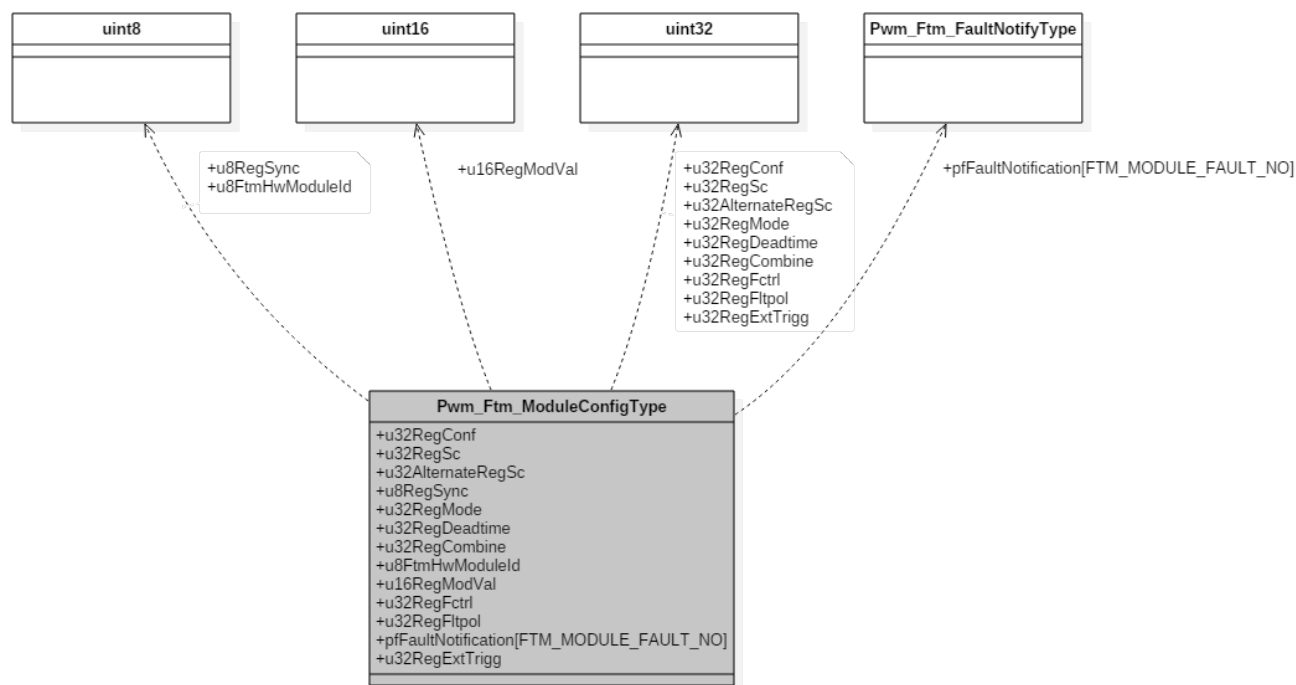 uint8
uint16
uint32
Pwm_Ftm_FaultNotifyType
+u8RegSync
+u8FtmHwModuleId
+u16RegModVal
+u32RegConf
+u32RegSc
+u32AlternateRegSc
+u32RegMode
+u32RegDeadtime
+u32RegCombine
+u32RegFctrl
+u32RegFltpol
+u32RegExtTrigg
+pfFaultNotification[FTM_MODULE_FAULT_NO]
Pwm_Ftm_ModuleConfigType
+u32RegConf
+u32RegSc
+u32AlternateRegSc
+u8RegSync
+u32RegMode
+u32RegDeadtime
+u32RegCombine
+u8FtmHwModuleId
+u16RegModVal
+u32RegFctrl
+u32RegFltpol
+pfFaultNotification[FTM_MODULE_FAULT_NO]
+u32RegExtTrigg